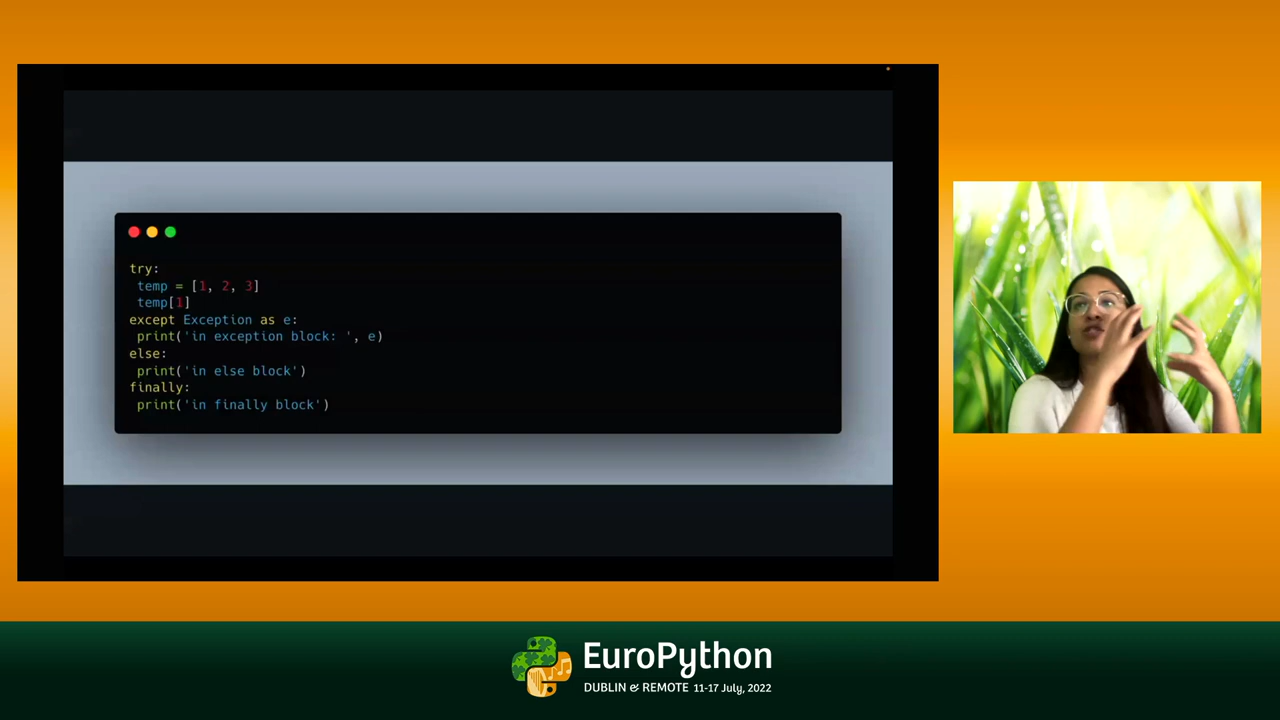 try:
 temp = [1, 2, 3]
 temp[1]
except Exception as e:
 print('in exception block: ', e)
else:
 print('in else block')
finally:
 print('in finally block')
EuroPython
DUBLIN & REMOTE 11-17 July, 2022